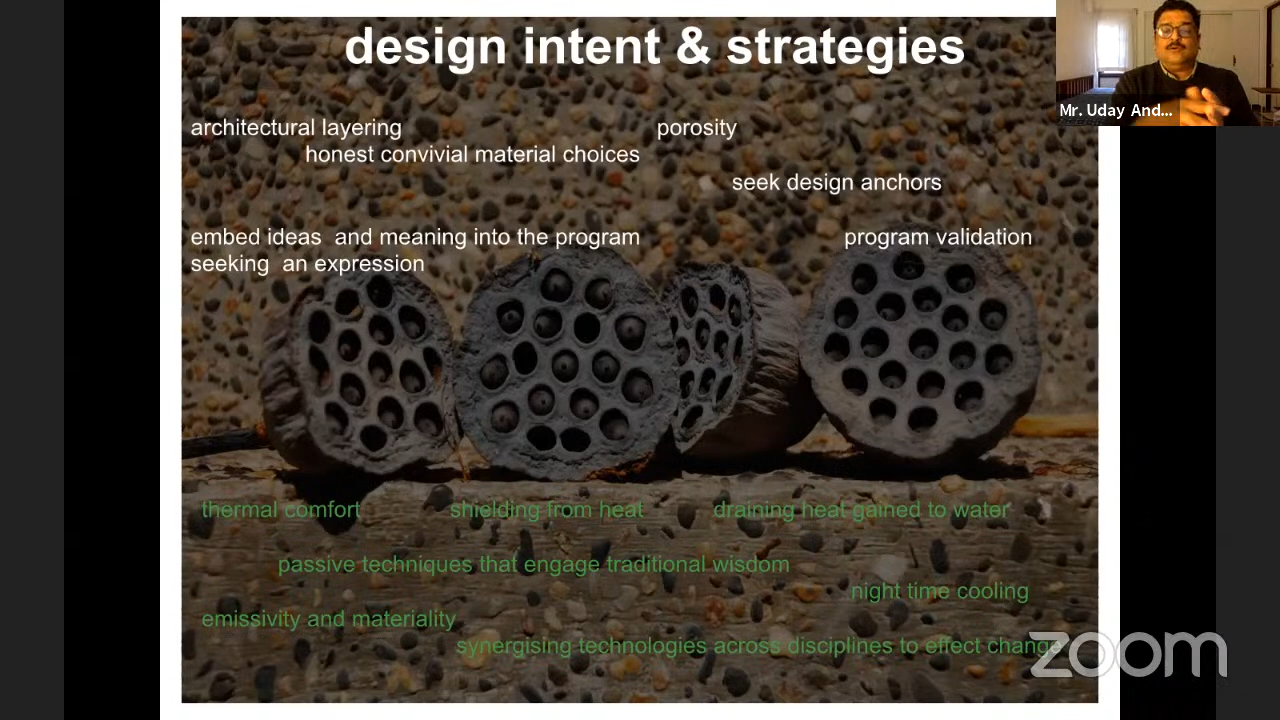 design intent & strategies
Mr. Uday And...
architectural layering
porosity
honest convivial material choices
seek design anchors
embed ideas and meaning into the program
program validation
seeking an expression
thermal comfort
shielding from heat
draining heat gained to water
passive techniques that engage traditional wisdom
night time cooling
emissivity and materiality
synergising technologies across disciplines to effect change
zoom